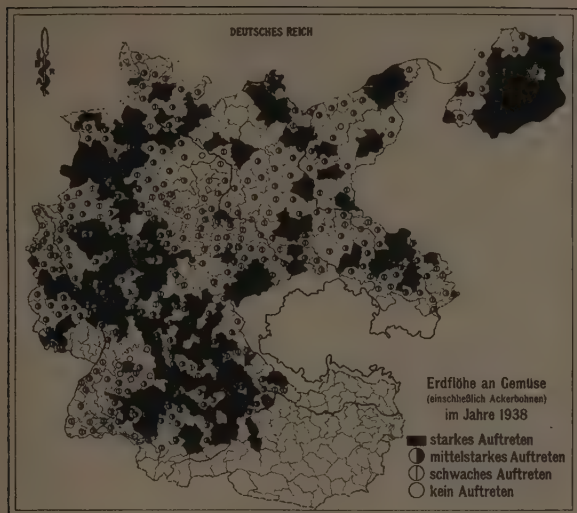 DEUTSCHES REICH
Erdflöhe an Gemüse
(einschließlich Ackerbohnen)
im Jahre 1938
starkes Auftreten
mittelstarkes Auftreten
schwaches Auftreten
kein Auftreten